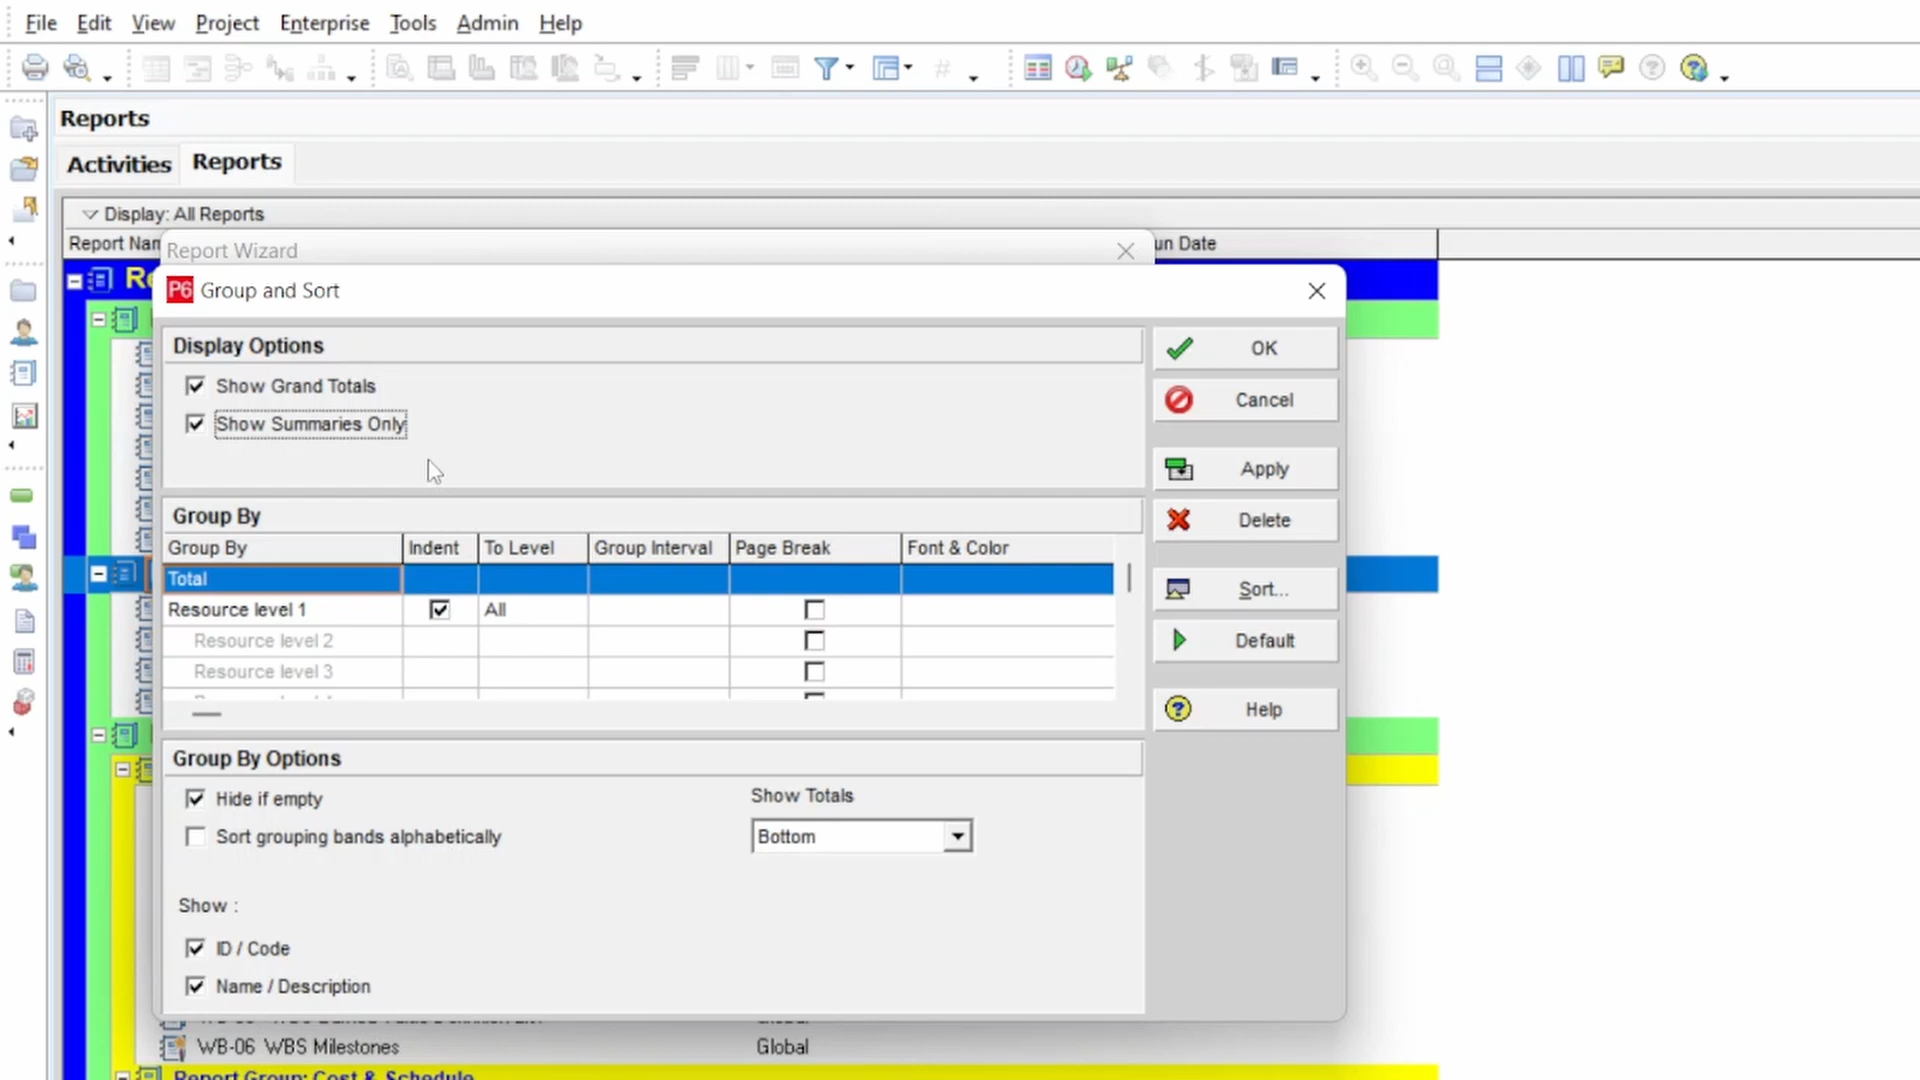 File Edit View Project Enterprise Tools Admin Help
Reports
Activities Reports
Display: All Reports
Report Nam un Date
Report Wizard
Re
P6 Group and Sort
Display Options
Show Grand Totals
Show Summaries Only
OK
Cancel
Apply
Delete
Sort...
Default
Help
Group By
Group By Indent To Level Group Interval Page Break Font & Color
Total
Resource level 1 All
Resource level 2
Resource level 3
Group By Options
Hide if empty
Sort grouping bands alphabetically
Show Totals
Bottom
Show :
ID / Code
Name / Description
WB-06 WBS Milestones Global
Report Group: Cost & Schedule